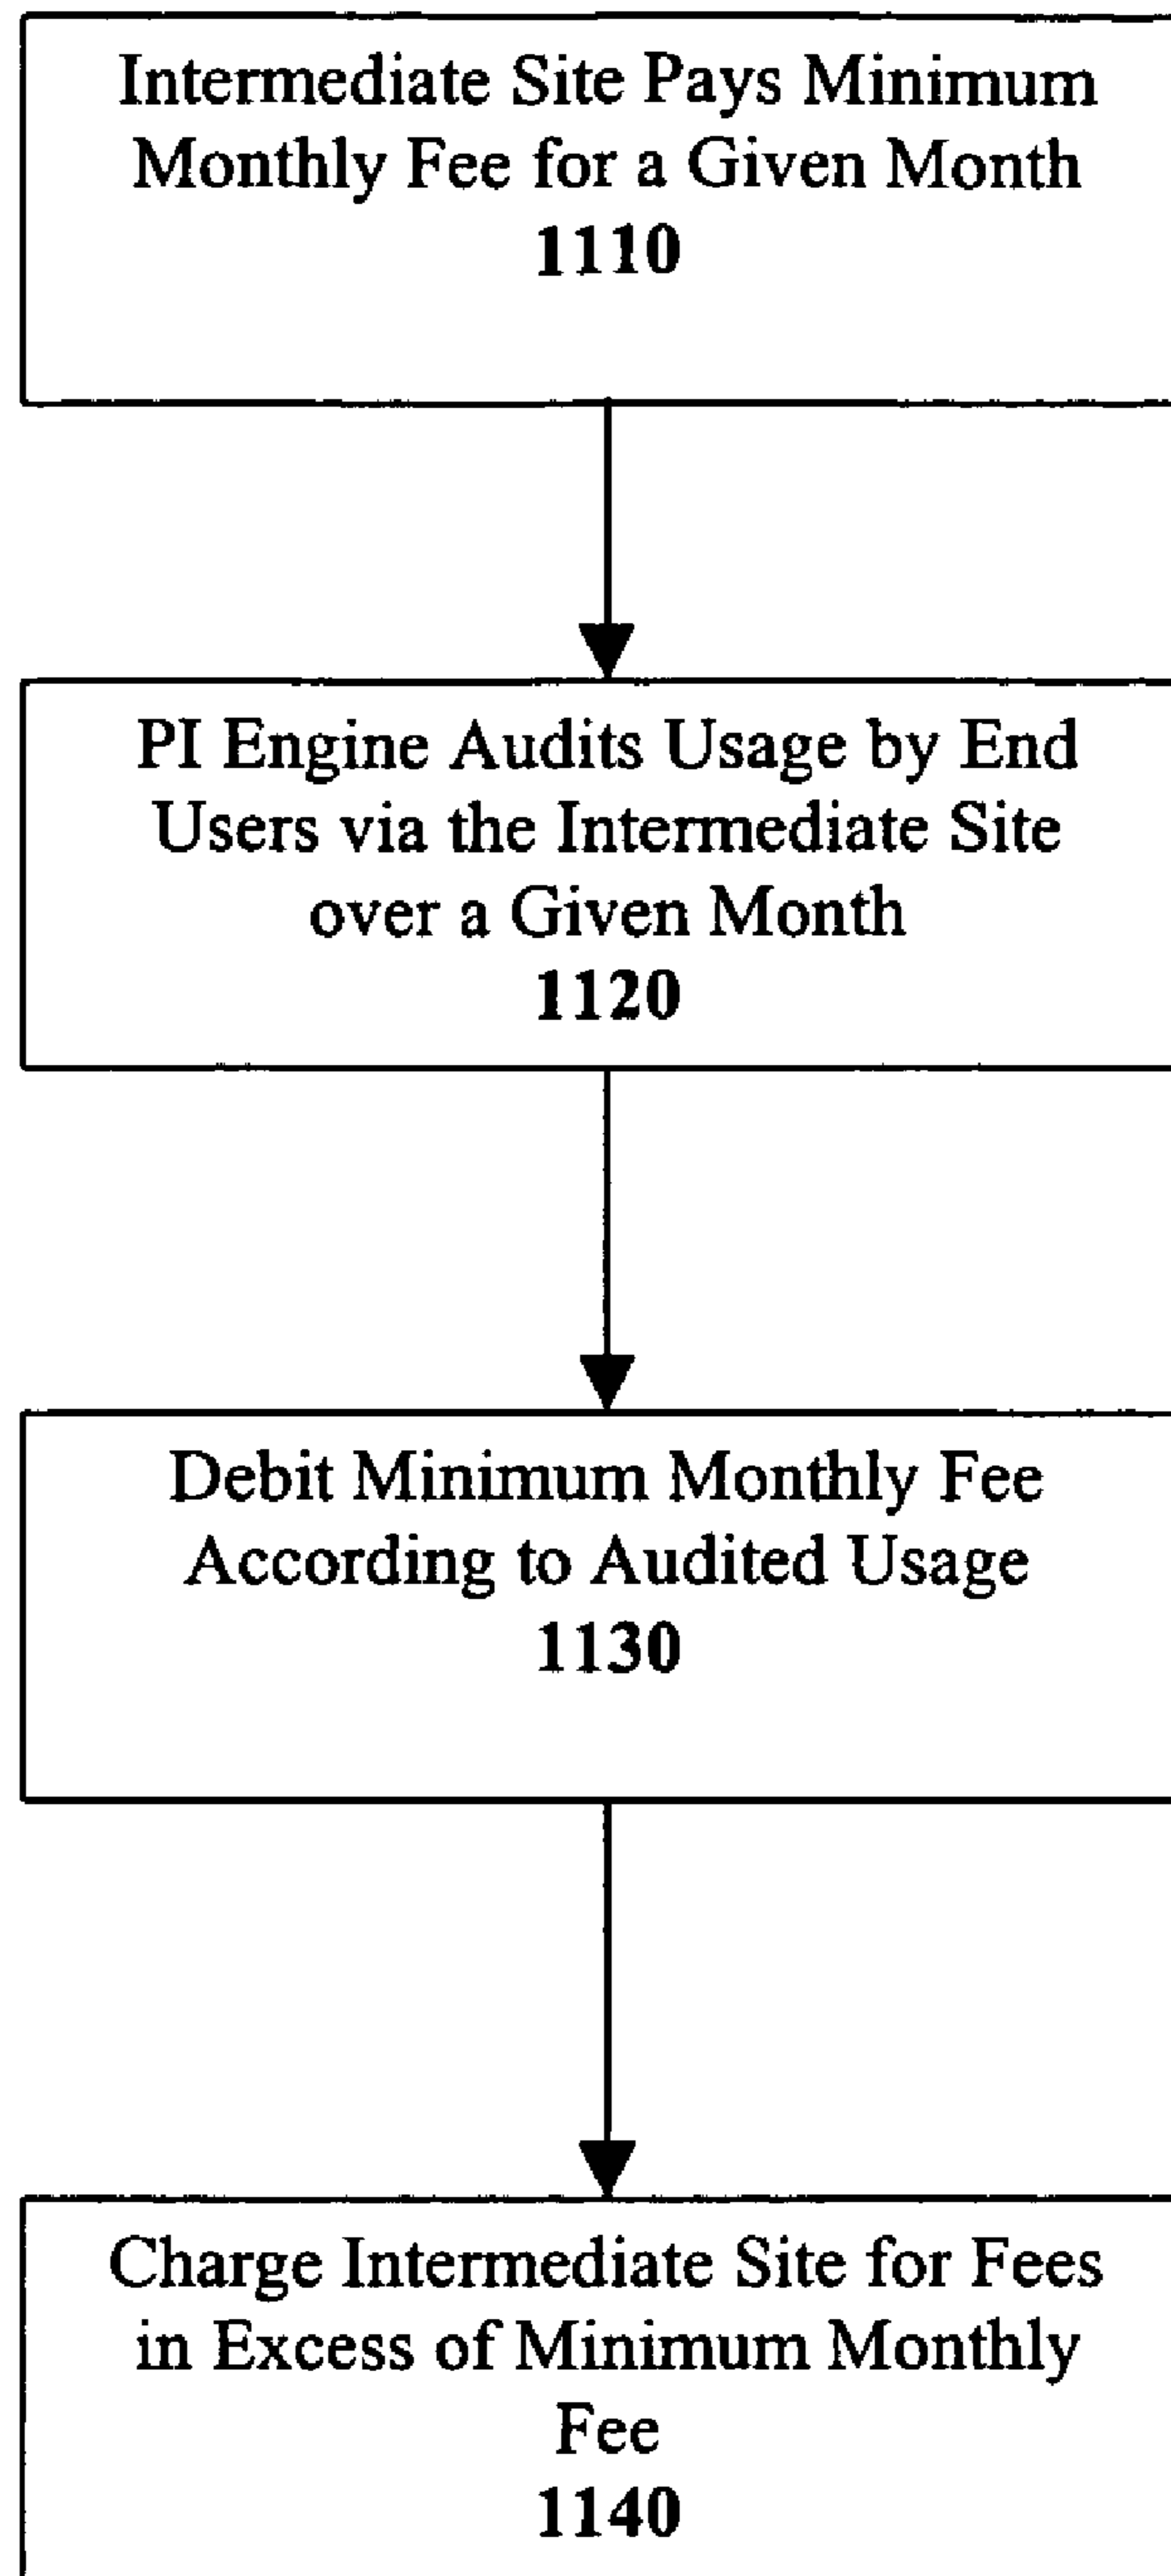 Intermediate Site Pays Minimum
Monthly Fee for a Given Month
1110
PI Engine Audits Usage by End
Users via the Intermediate Site
over a Given Month
1120
Debit Minimum Monthly Fee
According to Audited Usage
1130
Charge Intermediate Site for Fees
in Excess of Minimum Monthly
Fee
1140